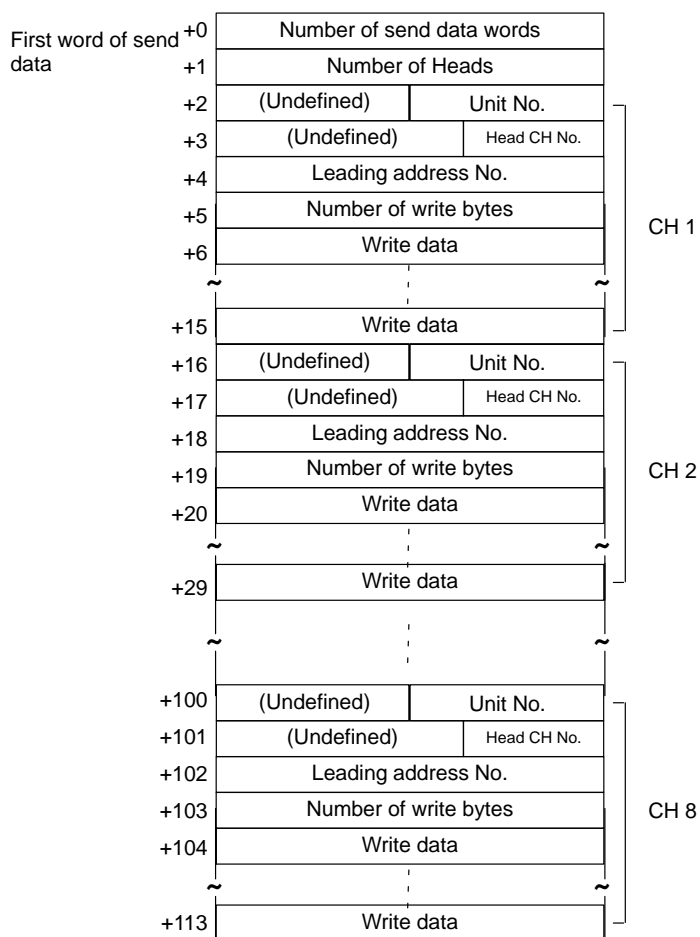 First word of send data
+0 Number of send data words
+1 Number of Heads
+2 (Undefined) Unit No.
+3 (Undefined) Head CH No.
+4 Leading address No.
+5 Number of write bytes
+6 Write data
CH 1
~ ~
+15 Write data
+16 (Undefined) Unit No.
+17 (Undefined) Head CH No.
+18 Leading address No.
+19 Number of write bytes
CH 2
+20 Write data
~ ~
+29 Write data
~ ~
+100 (Undefined) Unit No.
+101 (Undefined) Head CH No.
+102 Leading address No.
+103 Number of write bytes
CH 8
+104 Write data
~ ~
+113 Write data